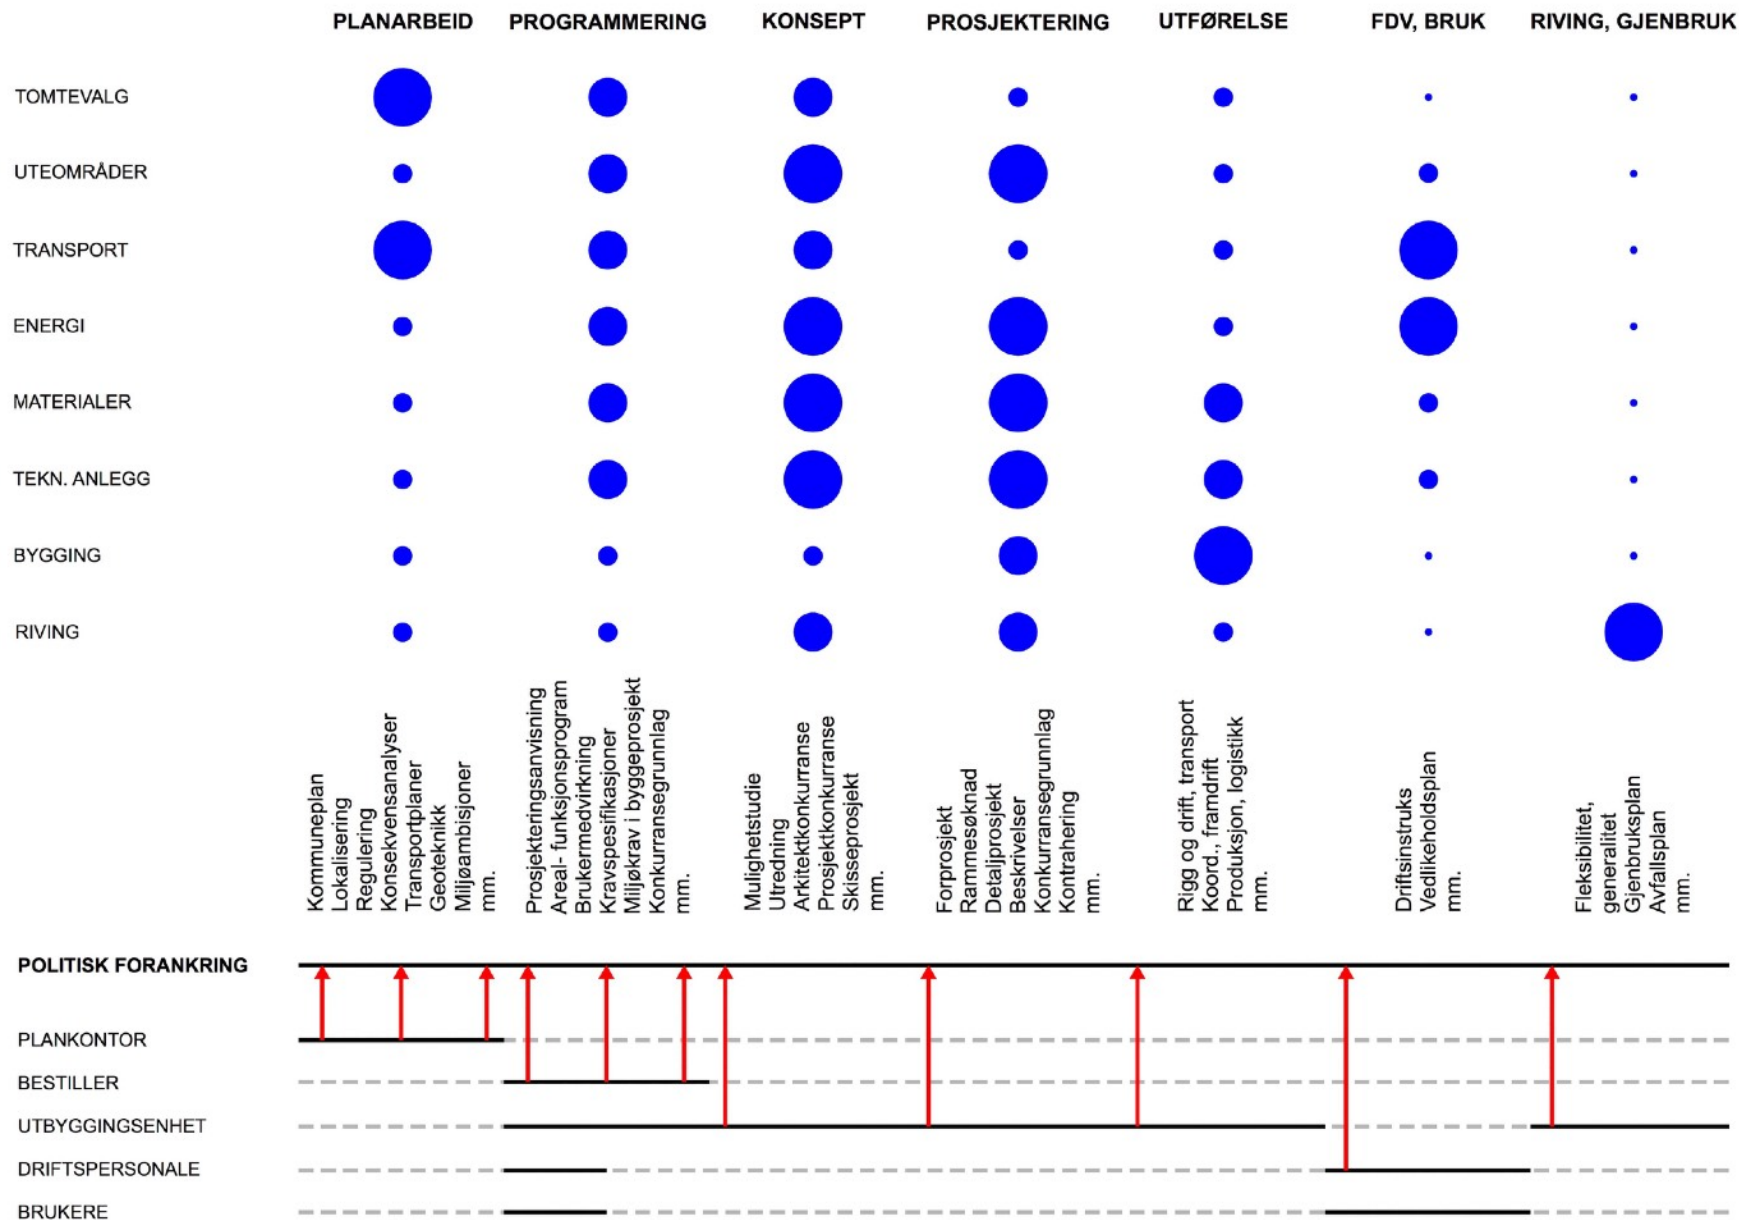 PLANARBEID PROGRAMMERING KONSEPT PROSJEKTERING UTFØRELSE FDV, BRUK RIVING, GJENBRUK
TOMTEVALG
UTEOMRÅDER
TRANSPORT
ENERGI
MATERIALER
TEKN. ANLEGG
BYGGING
RIVING
Kommuneplan
Lokalisering
Regulering
Konsekvensanalyser
Transportplaner
Geoteknikk
Miljøambisjoner
mm.
Prosjekteringsanvisning
Areal- funksjonsprogram
Brukermedvirkning
Kravspesifikasjoner
Miljøkrav i byggeprosjekt
Konkurransegrunnlag
mm.
Mulighetstudie
Utredning
Arkitektkonkurranse
Prosjektkonkurranse
Skisseprosjekt
mm.
Forprosjekt
Rammesøknad
Detaljprosjekt
Beskrivelser
Konkurransegrunnlag
Kontrahering
mm.
Rigg og drift, transport
Koord., framdrift
Produksjon, logistikk
mm.
Driftsinstruks
Vedlikeholdsplan
mm.
Fleksibilitet,
generalitet
Gjenbruksplan
Avfallsplan
mm.
POLITISK FORANKRING
PLANKONTOR
BESTILLER
UTBYGGINGSENHET
DRIFTSPERSONALE
BRUKERE